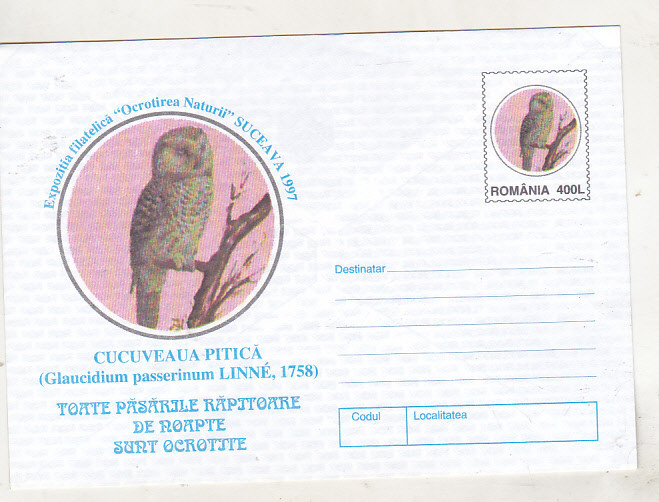 Expoziția filatelică "Ocrotirea Naturii" SUCEAVA 1997
ROMÂNIA 400L
Destinatar
CUCUVEAUA PITICĂ
(Glaucidium passerinum LINNÉ, 1758)
TOATE PĂSĂRILE RĂPITOARE
DE NOAPTE
SUNT OCROTITE
Codul
Localitatea